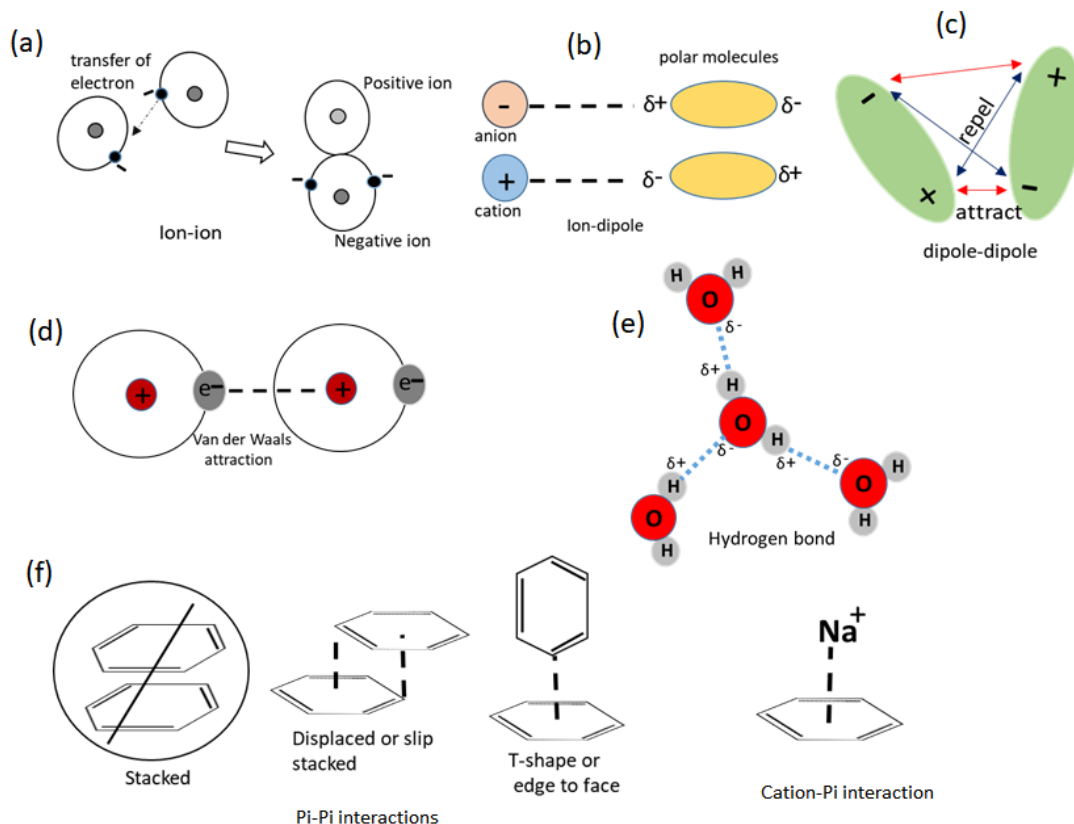 (a)
transfer of
electron
-
-
Positive ion
-
-
Ion-ion
Negative ion
(b)
polar molecules
-
δ+
δ-
anion
+
δ-
δ+
cation
Ion-dipole
(c)
-
+
repel
+
-
attract
dipole-dipole
(d)
+
e-
+
e-
Van der Waals
attraction
(e)
H
H
O
δ-
δ+
H
O
δ-
H
δ+
δ-
δ+
H
O
H
O
H
H
Hydrogen bond
(f)
Stacked
Displaced or slip
stacked
T-shape or
edge to face
Pi-Pi interactions
Na+
Cation-Pi interaction